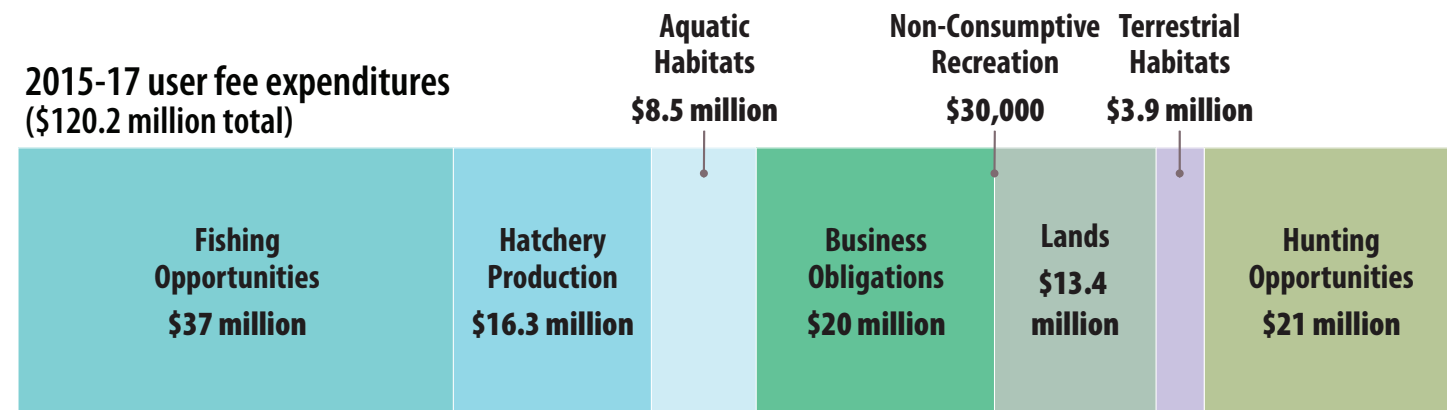 2015-17 user fee expenditures
($120.2 million total)
Aquatic
Habitats
$8.5 million
Non-Consumptive
Recreation
$30,000
Terrestrial
Habitats
$3.9 million
Fishing
Opportunities
$37 million
Hatchery
Production
$16.3 million
Business
Obligations
$20 million
Lands
$13.4
million
Hunting
Opportunities
$21 million